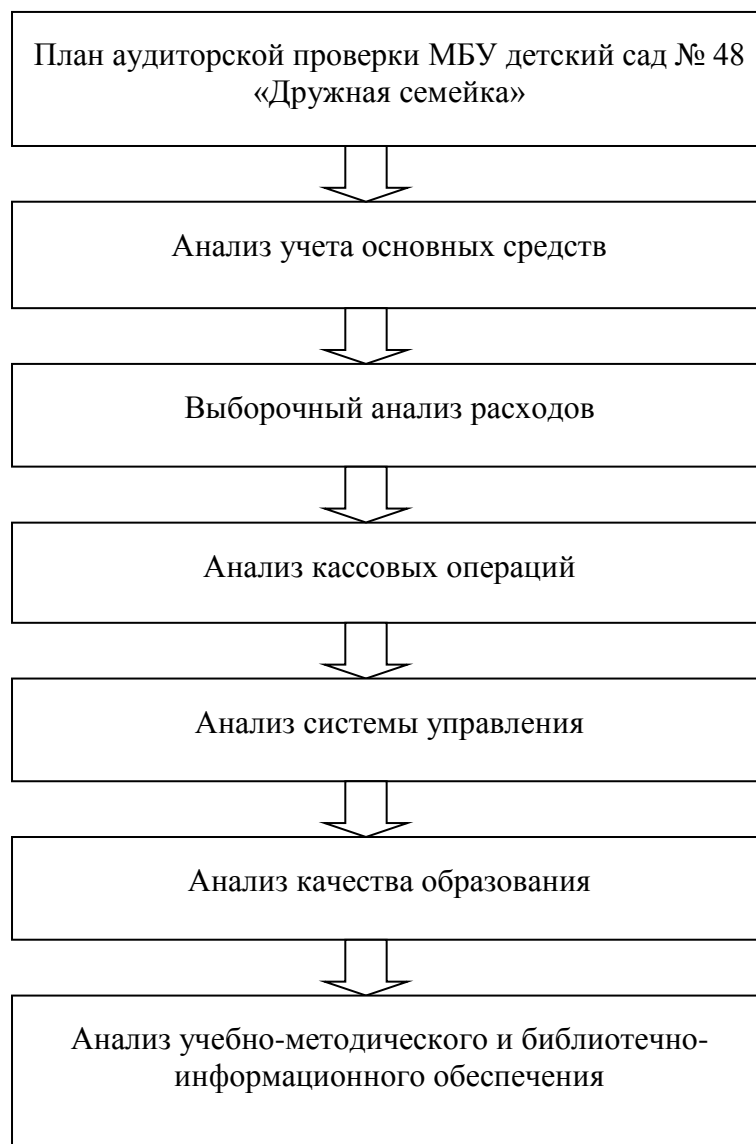 План аудиторской проверки МБУ детский сад № 48
«Дружная семейка»
Анализ учета основных средств
Выборочный анализ расходов
Анализ кассовых операций
Анализ системы управления
Анализ качества образования
Анализ учебно-методического и библиотечно-
информационного обеспечения